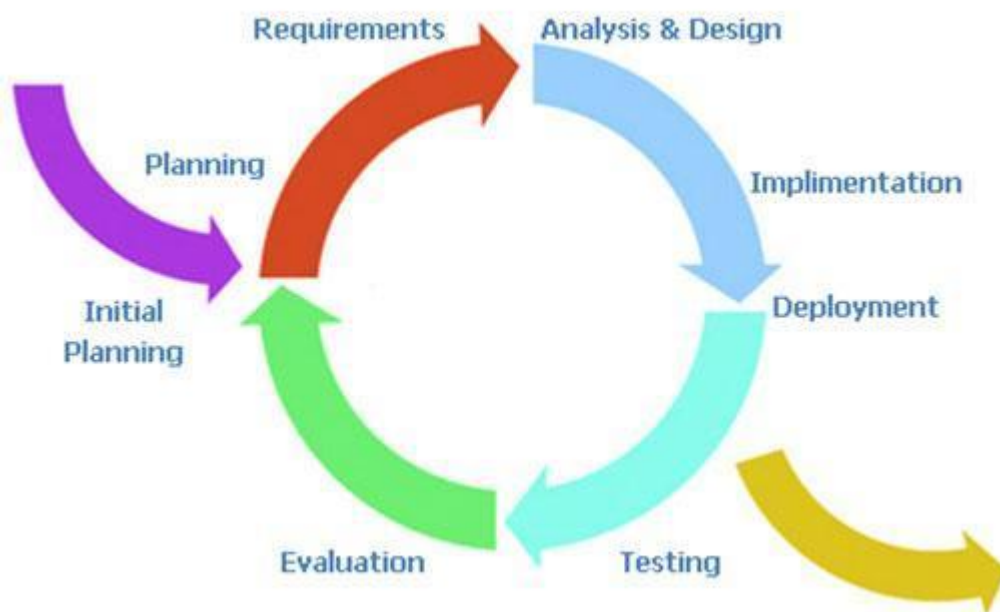 Requirements
Analysis & Design
Planning
Implimentation
Initial
Planning
Deployment
Evaluation
Testing